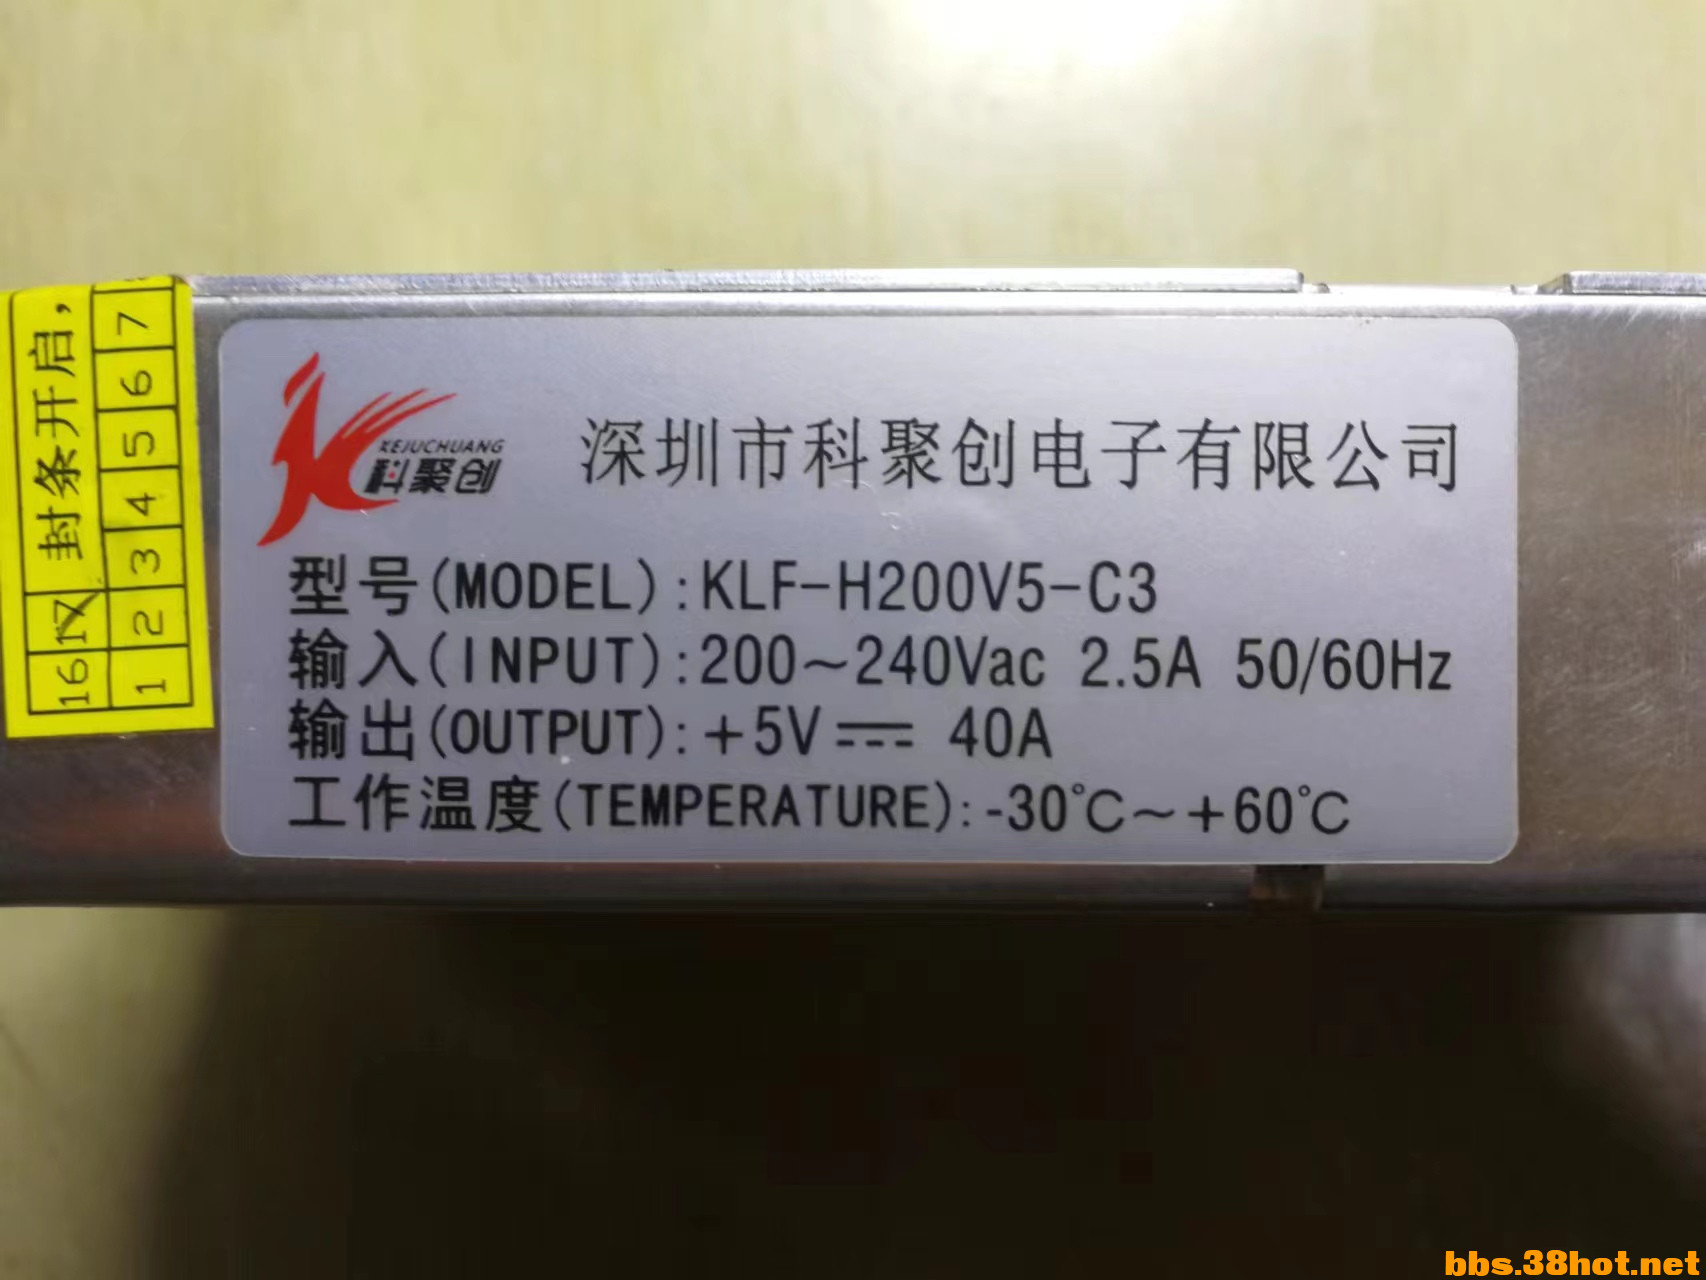 封条开启，
16 17
1 2 3 4 5 6 7
KEJUCHUANG
科聚创
深圳市科聚创电子有限公司
型号(MODEL):KLF-H200V5-C3
输入(INPUT):200~240Vac 2.5A 50/60Hz
输出(OUTPUT):+5V⎓ 40A
工作温度(TEMPERATURE):-30℃~+60℃
bbs.38hot.net